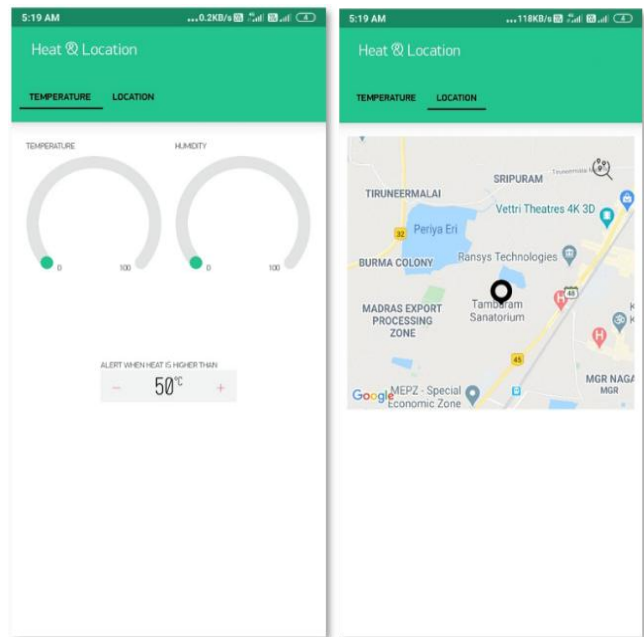 5:19 AM
...0.2KB/s
4
Heat & Location
TEMPERATURE LOCATION
TEMPERATURE HUMIDITY
0 100 0 100
ALERT WHEN HEAT IS HIGHER THAN
− 50°C +
5:19 AM
...118KB/s
4
Heat & Location
TEMPERATURE LOCATION
SRIPURAM
TIRUNEERMALAI
Vettri Theatres 4K 3D
32
Periya Eri
BURMA COLONY
Ransys Technologies
48
H
MADRAS EXPORT
PROCESSING
ZONE
Tambaram
Sanatorium
H
45
MGR NAGA
MGR
Google
MEPZ - Special
Economic Zone